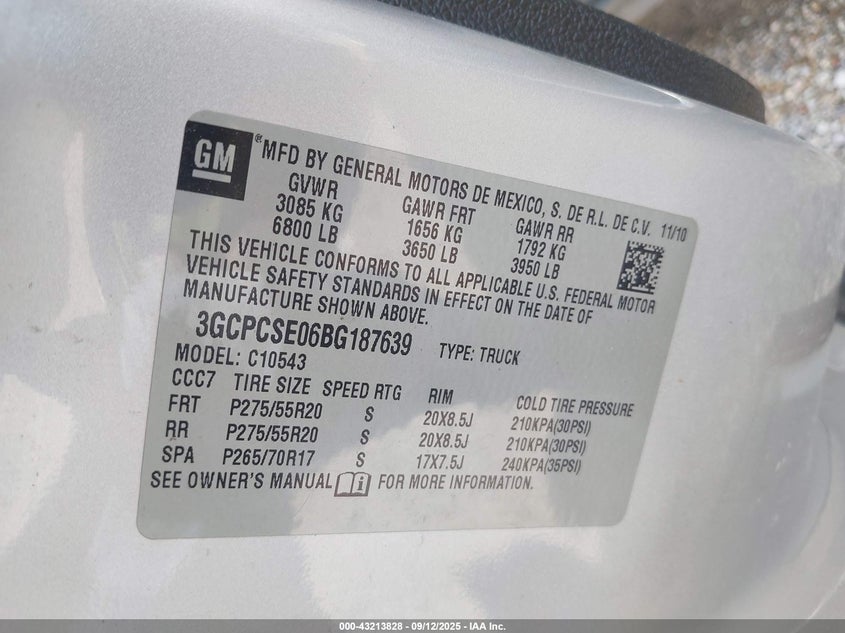 GM
® MFD BY GENERAL MOTORS DE MEXICO, S. DE R.L. DE C.V. 11/10
GVWR GAWR FRT GAWR RR
3085 KG 1656 KG 1792 KG
6800 LB 3650 LB 3950 LB
THIS VEHICLE CONFORMS TO ALL APPLICABLE U.S. FEDERAL MOTOR
VEHICLE SAFETY STANDARDS IN EFFECT ON THE DATE OF
MANUFACTURE SHOWN ABOVE.
3GCPCSE06BG187639 TYPE: TRUCK
MODEL: C10543
CCC7 TIRE SIZE SPEED RTG RIM COLD TIRE PRESSURE
FRT P275/55R20 S 20X8.5J 210KPA(30PSI)
RR P275/55R20 S 20X8.5J 210KPA(30PSI)
SPA P265/70R17 S 17X7.5J 240KPA(35PSI)
SEE OWNER'S MANUAL FOR MORE INFORMATION.
000-43213828 - 09/12/2025 - IAA Inc.